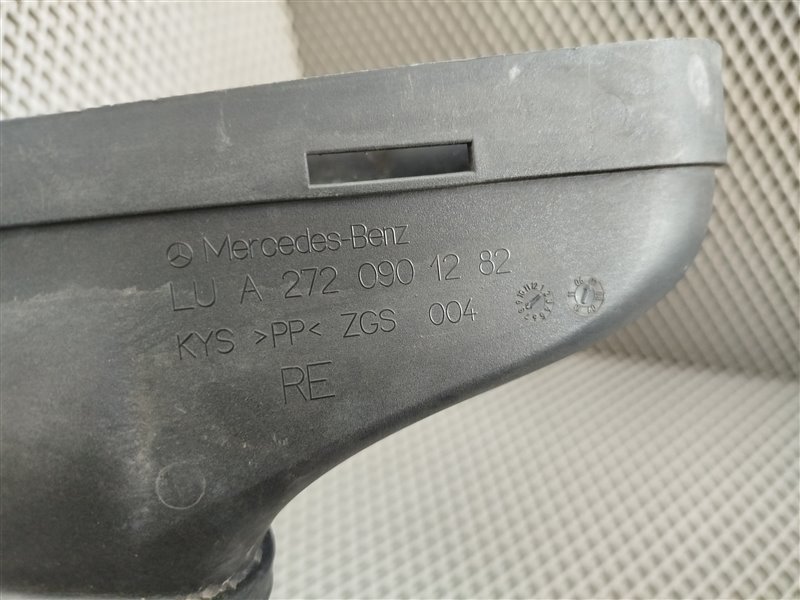 Mercedes-Benz
LU A 272 090 12 82
KYS >PP< ZGS 004
RE